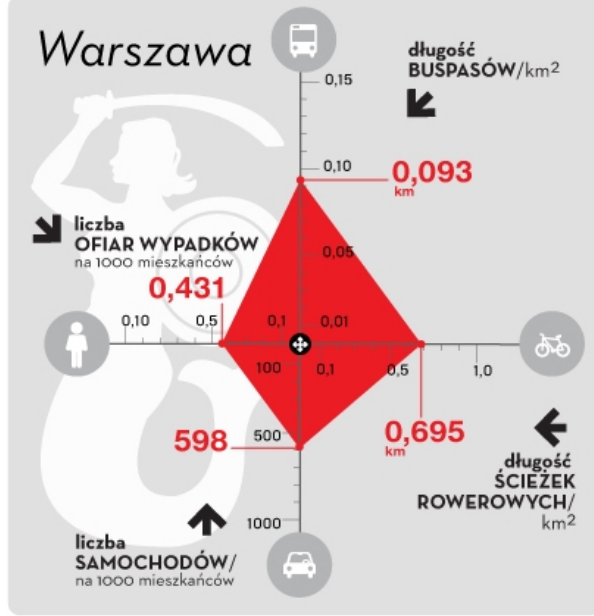 Warszawa
długość
BUSPASÓW/km²
0,15
0,10
0,093
km
0,05
0,01
liczba
OFIAR WYPADKÓW
na 1000 mieszkańców
0,431
0,10
0,5
0,1
0,1
0,5
1,0
0,695
km
długość
ŚCIEŻEK
ROWEROWYCH/
km²
100
500
598
1000
liczba
SAMOCHODÓW/
na 1000 mieszkańców